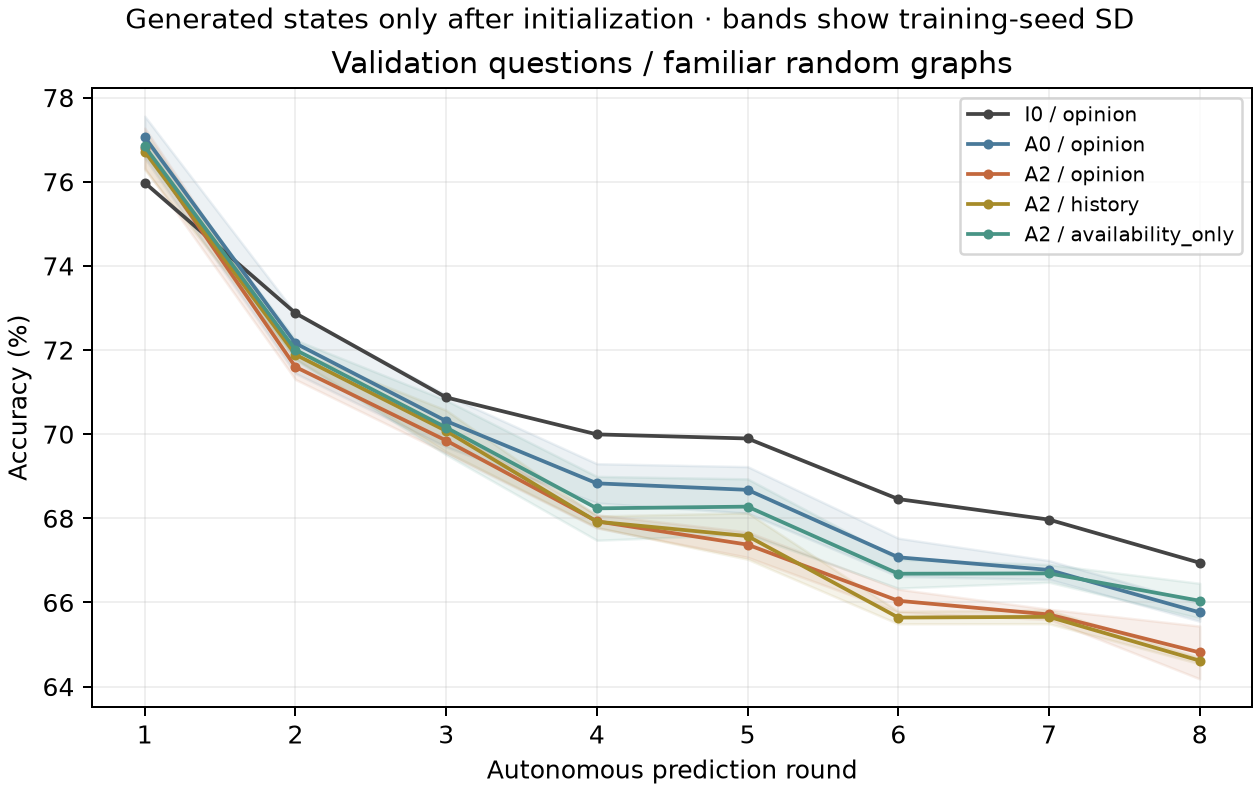 Generated states only after initialization · bands show training-seed SD
Validation questions / familiar random graphs
78
76
74
72
70
68
66
64
Accuracy (%)
I0 / opinion
A0 / opinion
A2 / opinion
A2 / history
A2 / availability_only
1 2 3 4 5 6 7 8
Autonomous prediction round